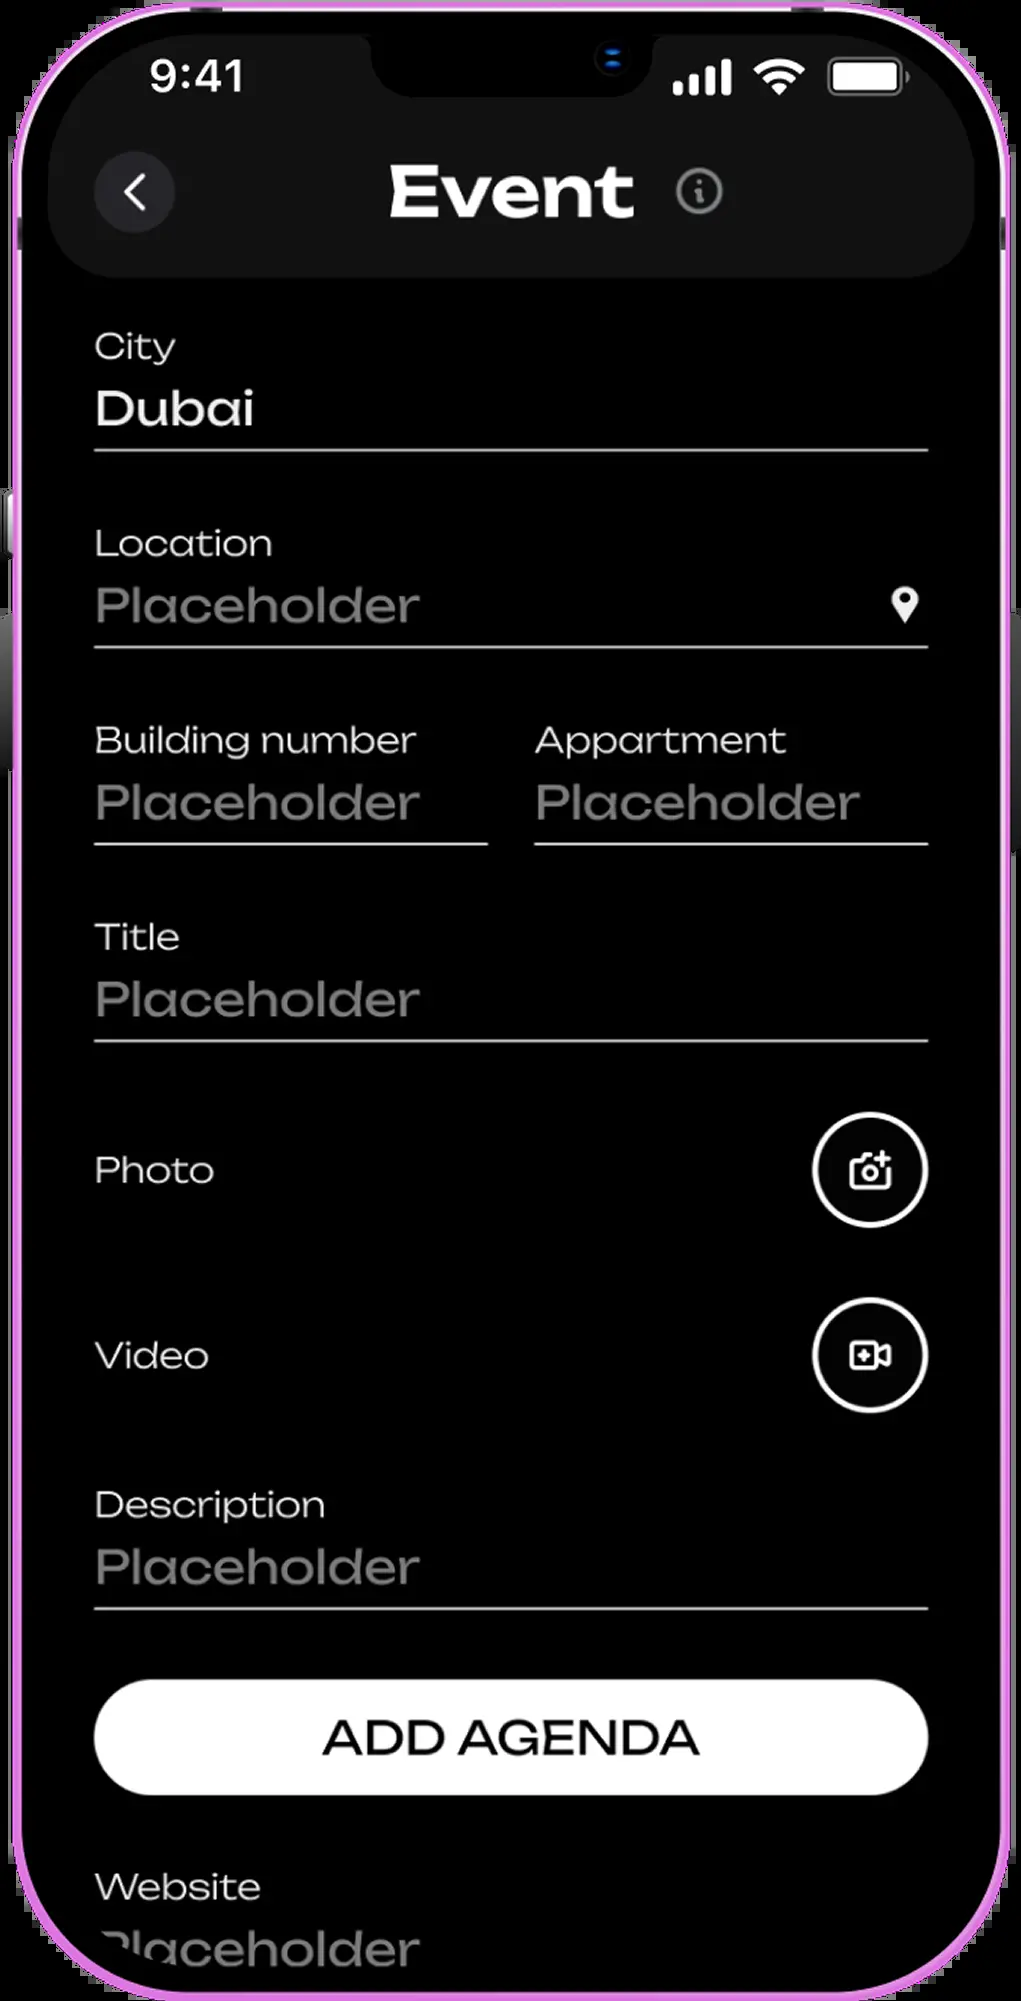 9:41
Event
City
Dubai
Location
Placeholder
Building number Appartment
Placeholder Placeholder
Title
Placeholder
Photo
Video
Description
Placeholder
ADD AGENDA
Website
Placeholder